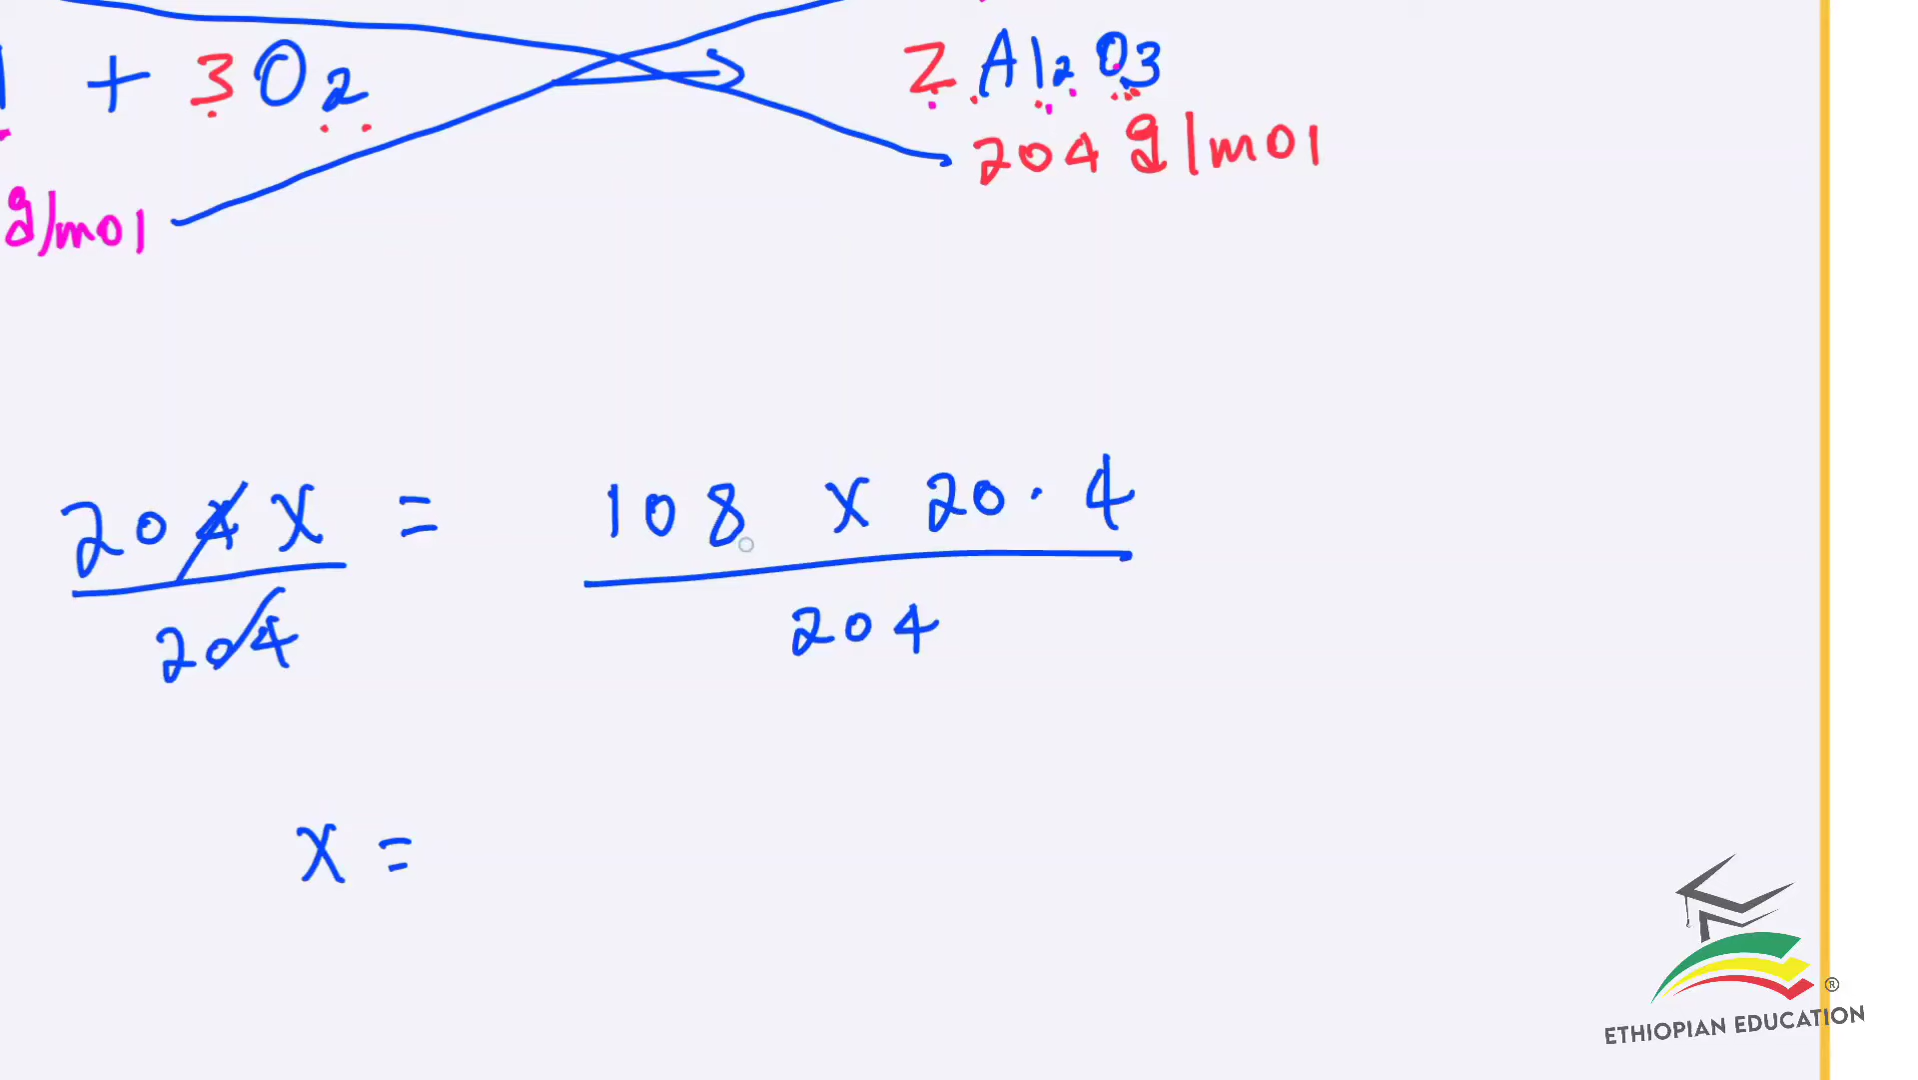 + 3O2 2Al2O3
204 g/mol
g/mol
204x = 108 x 20.4
204 204
x =
®
ETHIOPIAN EDUCATION